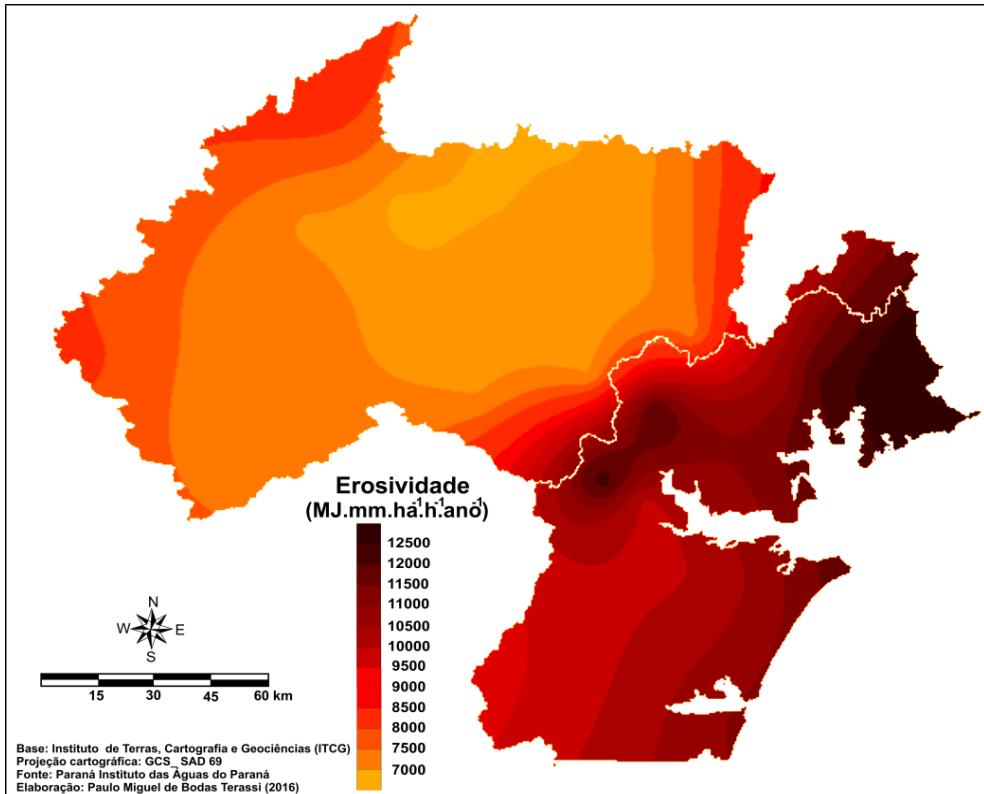 Erosividade
(MJ.mm.ha⁻¹.h⁻¹.ano⁻¹)
12500
12000
11500
11000
10500
9500
9000
8500
8000
7500
7000
N
W E
S
15 30 45 60 km
Base: Instituto de Terras, Cartografia e Geociências (ITCG)
Projeção cartográfica: GCS_ SAD 69
Fonte: Paraná Instituto das Águas do Paraná
Elaboração: Paulo Miguel de Bodas Terassi (2016)